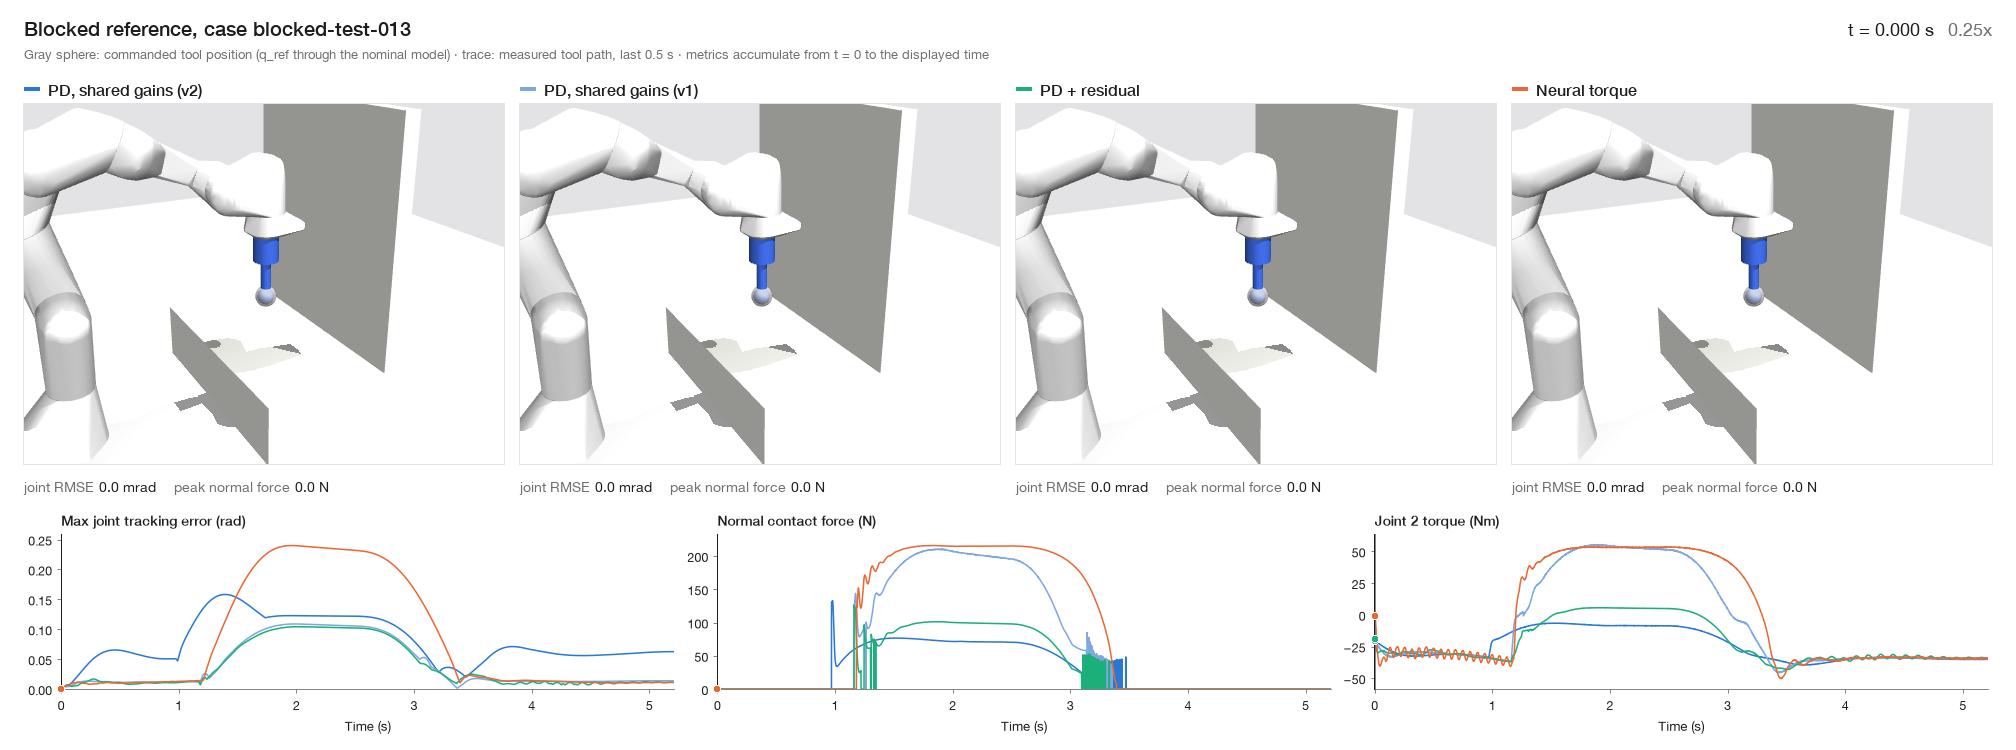 Blocked reference, case blocked-test-013
t = 0.000 s 0.25x
Gray sphere: commanded tool position (q_ref through the nominal model) · trace: measured tool path, last 0.5 s · metrics accumulate from t = 0 to the displayed time
PD, shared gains (v2)
PD, shared gains (v1)
PD + residual
Neural torque
joint RMSE 0.0 mrad peak normal force 0.0 N
joint RMSE 0.0 mrad peak normal force 0.0 N
joint RMSE 0.0 mrad peak normal force 0.0 N
joint RMSE 0.0 mrad peak normal force 0.0 N
Max joint tracking error (rad)
0.25
0.20
0.15
0.10
0.05
0.00
0 1 2 3 4 5
Time (s)
Normal contact force (N)
200
150
100
50
0
0 1 2 3 4 5
Time (s)
Joint 2 torque (Nm)
50
25
0
−25
−50
0 1 2 3 4 5
Time (s)